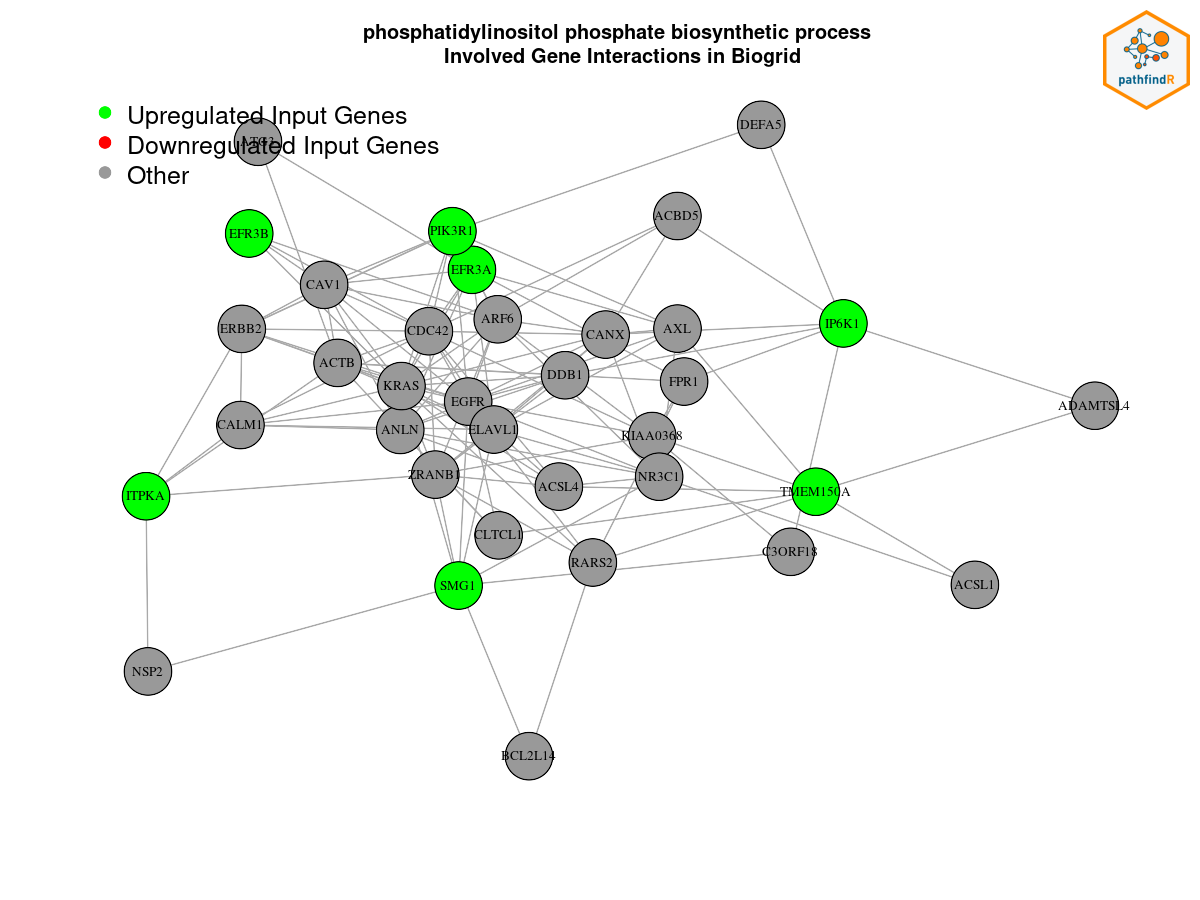 phosphatidylinositol phosphate biosynthetic process
Involved Gene Interactions in Biogrid
pathfindR
Upregulated Input Genes
Downregulated Input Genes
Other
DEFA5
ACBD5
EFR3B
PIK3R1
EFR3A
CAV1
ERBB2
CDC42
ARF6
CANX
AXL
IP6K1
ACTB
KRAS
DDB1
FPR1
EGFR
ADAMTSL4
CALM1
ANLN
ELAVL1
KIAA0368
ZRANB1
NR3C1
ACSL4
ITPKA
TMEM150A
CLTCL1
C3ORF18
RARS2
SMG1
ACSL1
NSP2
BCL2L14